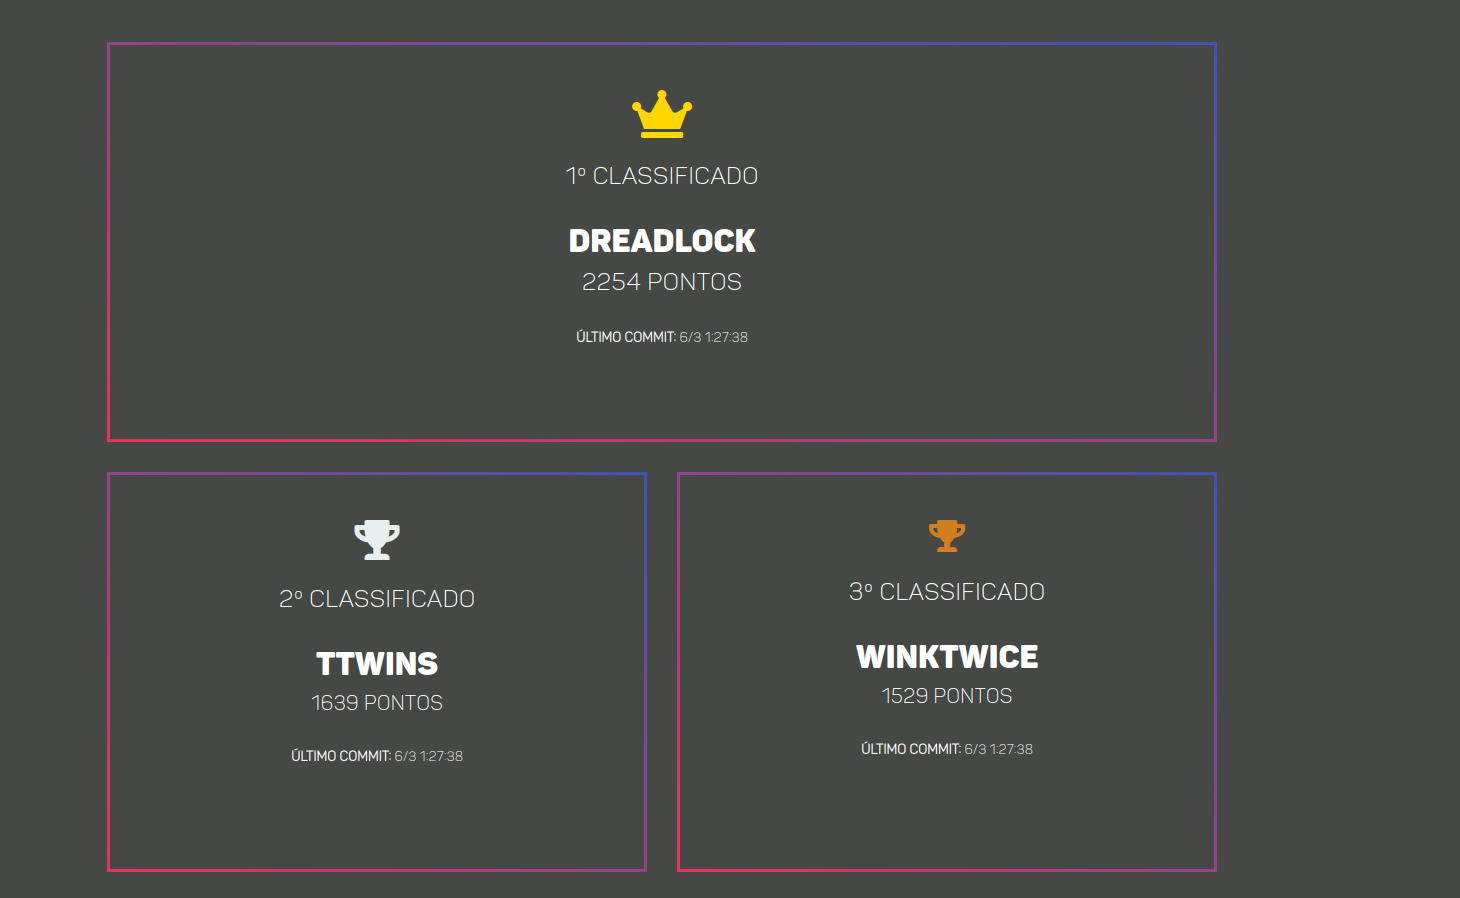 1º CLASSIFICADO
DREADLOCK
2254 PONTOS
ÚLTIMO COMMIT: 6/3 1:27:38
2º CLASSIFICADO
TTWINS
1639 PONTOS
ÚLTIMO COMMIT: 6/3 1:27:38
3º CLASSIFICADO
WINKTWICE
1529 PONTOS
ÚLTIMO COMMIT: 6/3 1:27:38